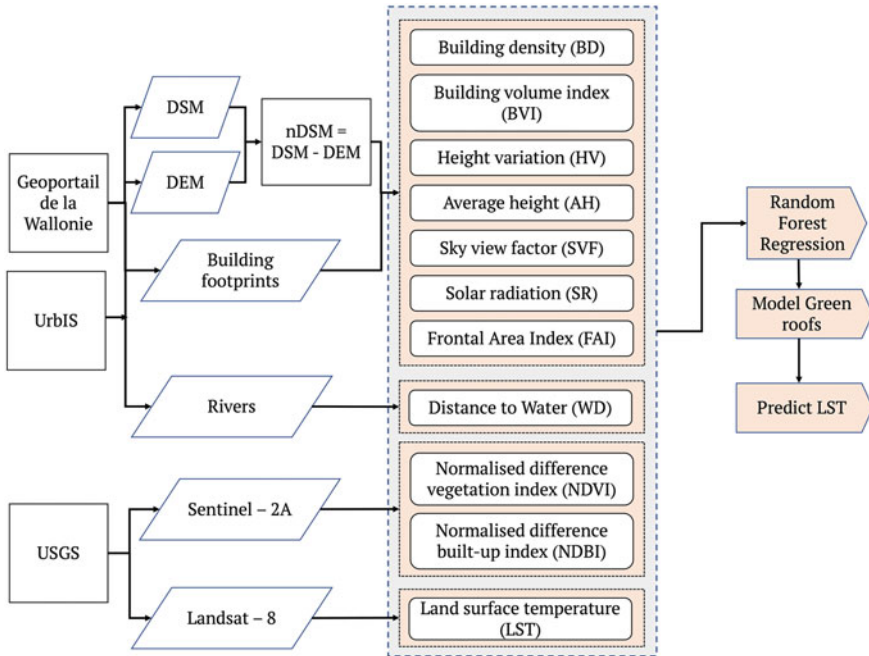 Geoportail
de la
Wallonie
UrbIS
USGS
DSM
DEM
nDSM =
DSM - DEM
Building
footprints
Rivers
Sentinel – 2A
Landsat – 8
Building density (BD)
Building volume index
(BVI)
Height variation (HV)
Average height (AH)
Sky view factor (SVF)
Solar radiation (SR)
Frontal Area Index (FAI)
Distance to Water (WD)
Normalised difference
vegetation index (NDVI)
Normalised difference
built-up index (NDBI)
Land surface temperature
(LST)
Random
Forest
Regression
Model Green
roofs
Predict LST